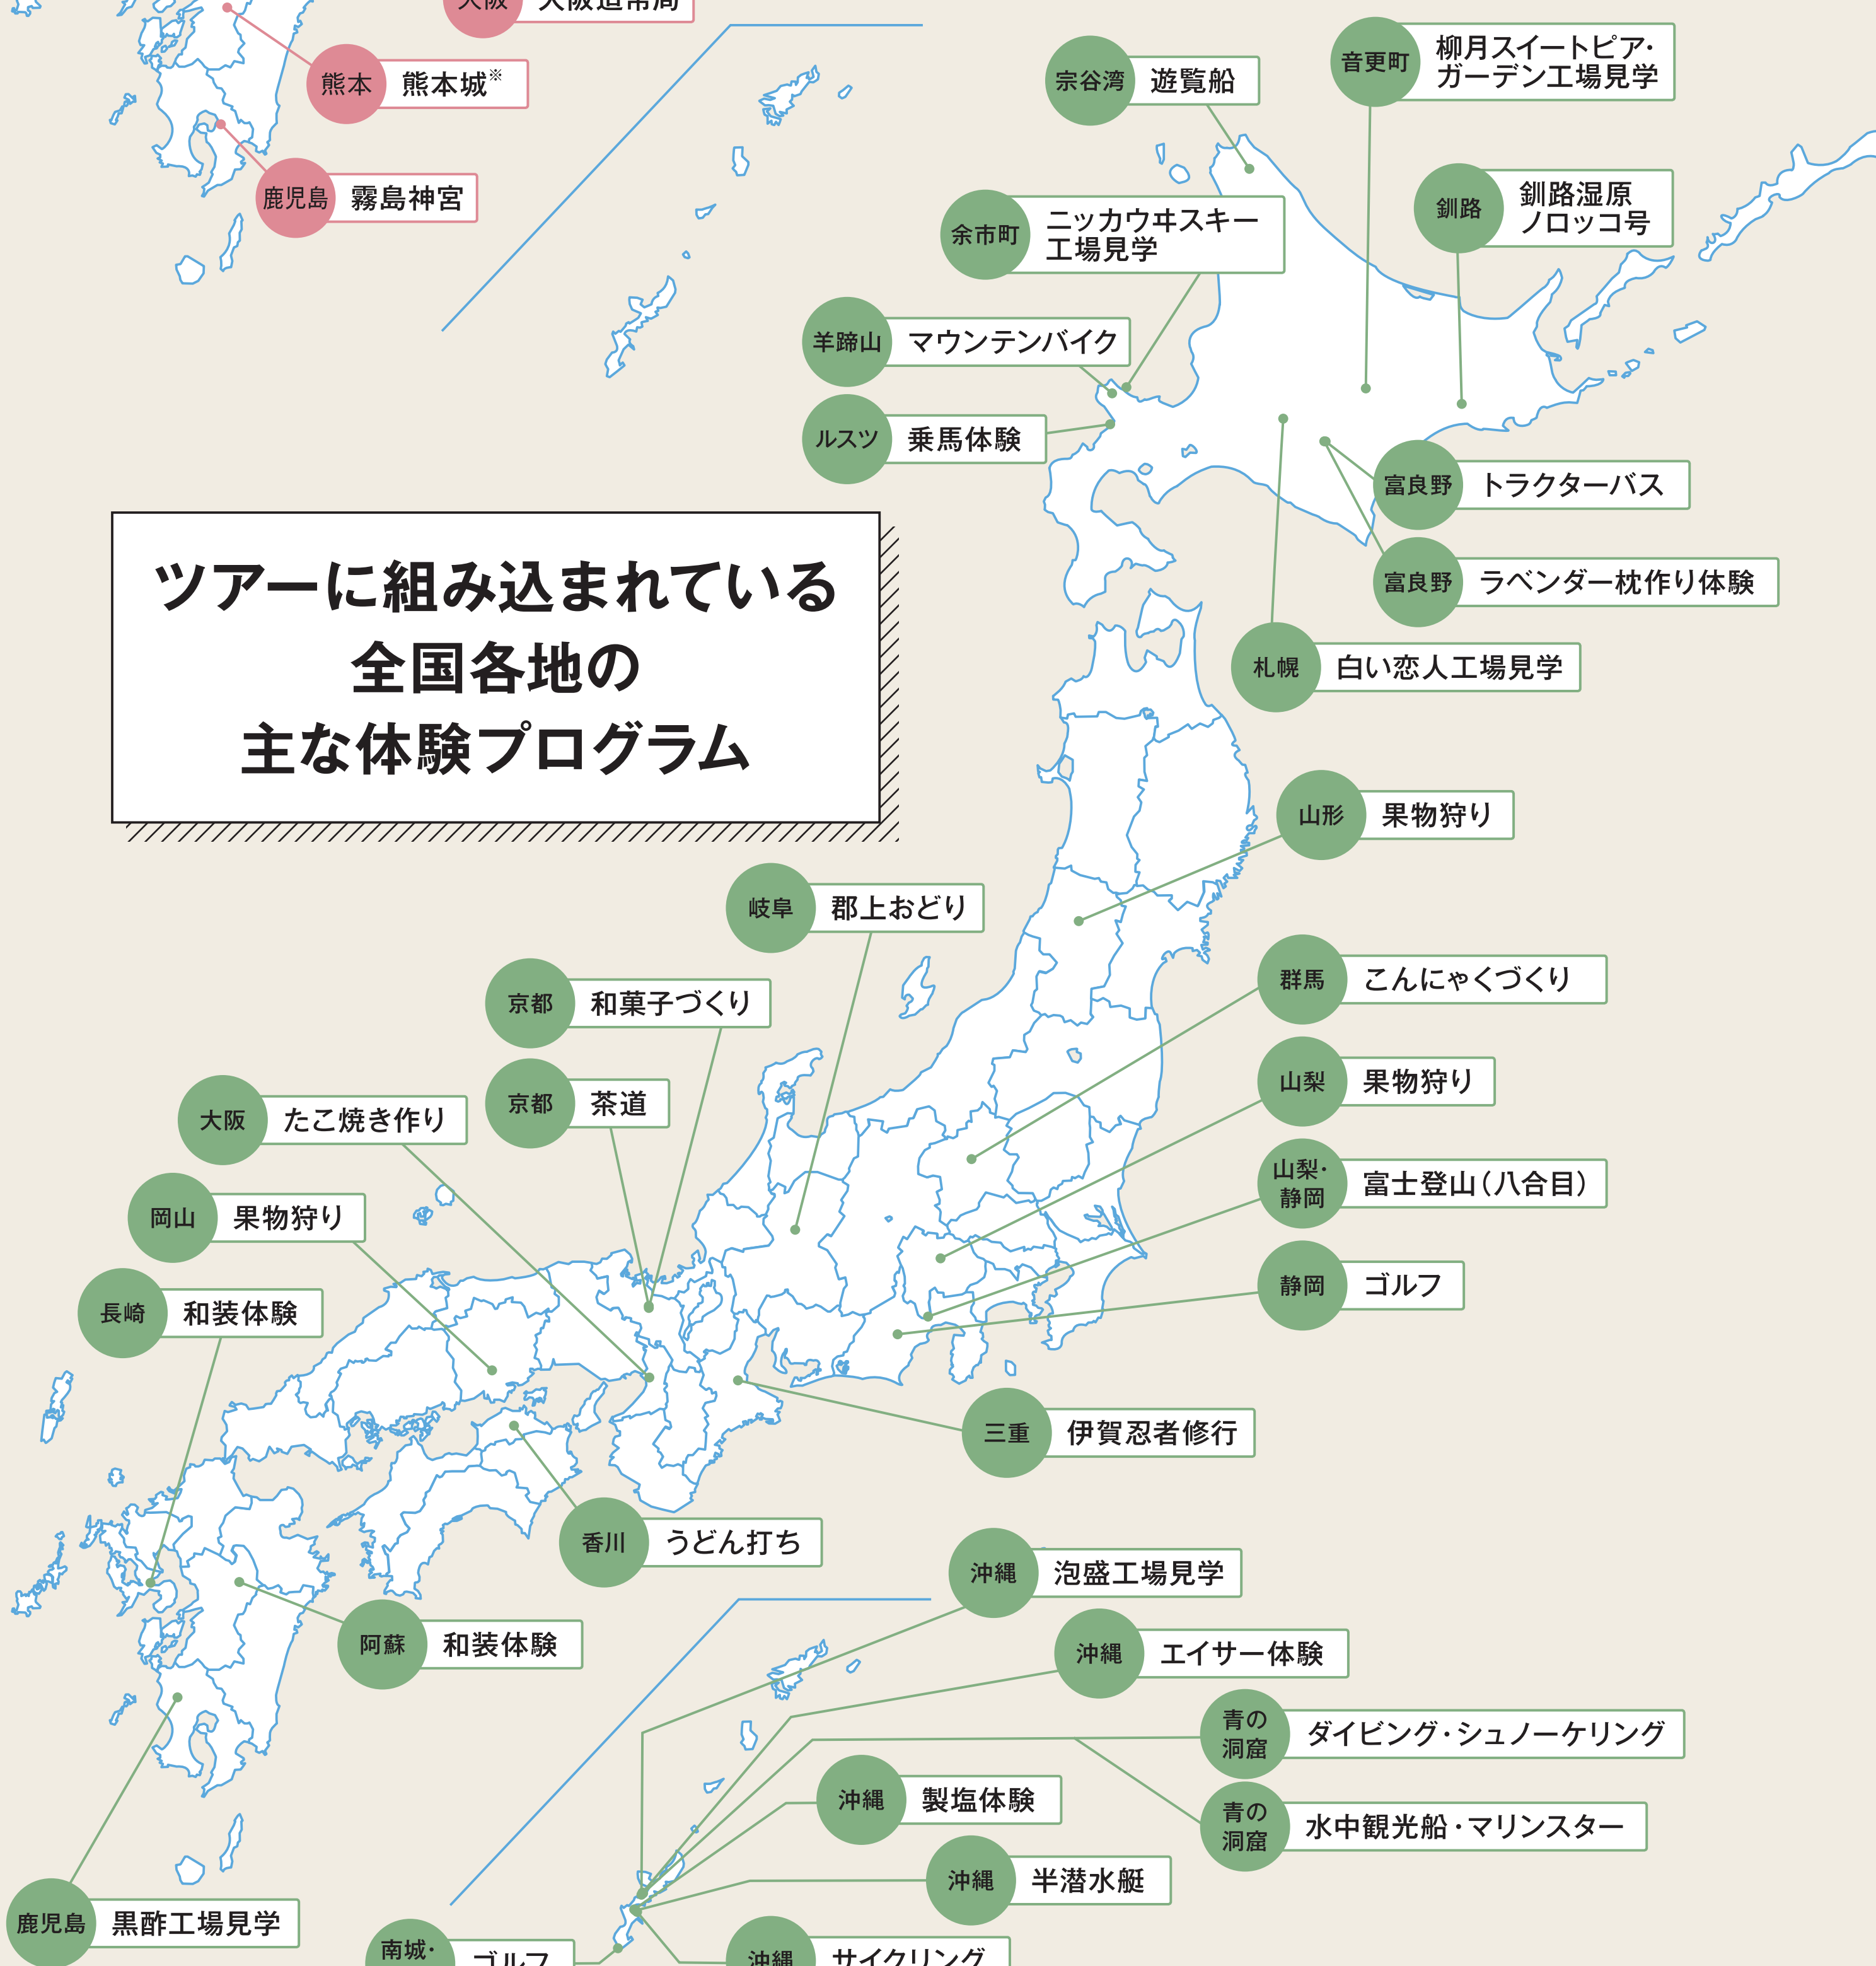 大阪 大阪造幣局
熊本 熊本城※
鹿児島 霧島神宮
宗谷湾 遊覧船
音更町 柳月スイートピア・
ガーデン工場見学
釧路 釧路湿原
ノロッコ号
余市町 ニッカウヰスキー
工場見学
羊蹄山 マウンテンバイク
ルスツ 乗馬体験
富良野 トラクターバス
富良野 ラベンダー枕作り体験
札幌 白い恋人工場見学
ツアーに組み込まれている
全国各地の
主な体験プログラム
山形 果物狩り
岐阜 郡上おどり
群馬 こんにゃくづくり
京都 和菓子づくり
山梨 果物狩り
京都 茶道
大阪 たこ焼き作り
山梨・
静岡 富士登山(八合目)
岡山 果物狩り
静岡 ゴルフ
長崎 和装体験
三重 伊賀忍者修行
香川 うどん打ち
沖縄 泡盛工場見学
阿蘇 和装体験
沖縄 エイサー体験
青の
洞窟 ダイビング・シュノーケリング
沖縄 製塩体験
青の
洞窟 水中観光船・マリンスター
沖縄 半潜水艇
鹿児島 黒酢工場見学
南城・ ゴルフ
沖縄 サイクリング